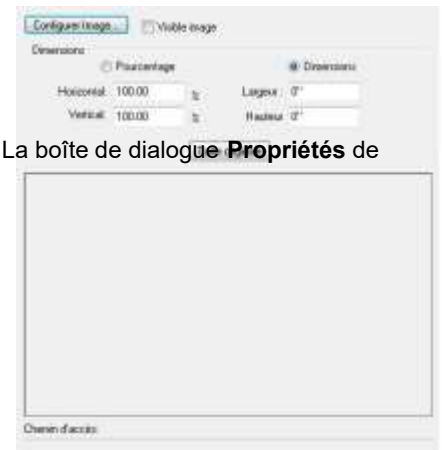 Configurer Image... Visible image
Dimensions
Pourcentage Dimensions
Horizontal: 100.00 % Largeur: 0"
Vertical: 100.00 % Hauteur: 0"
La boîte de dialogue Propriétés de
Chemin d'accès: